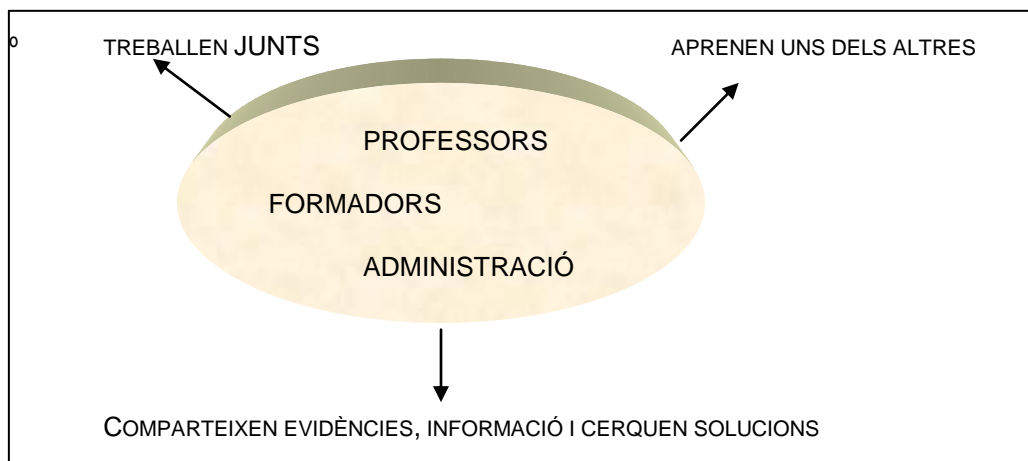 º TREBALLEN JUNTS APRENEN UNS DELS ALTRES
PROFESSORS
FORMADORS
ADMINISTRACIÓ
COMPARTEIXEN EVIDÈNCIES, INFORMACIÓ I CERQUEN SOLUCIONS